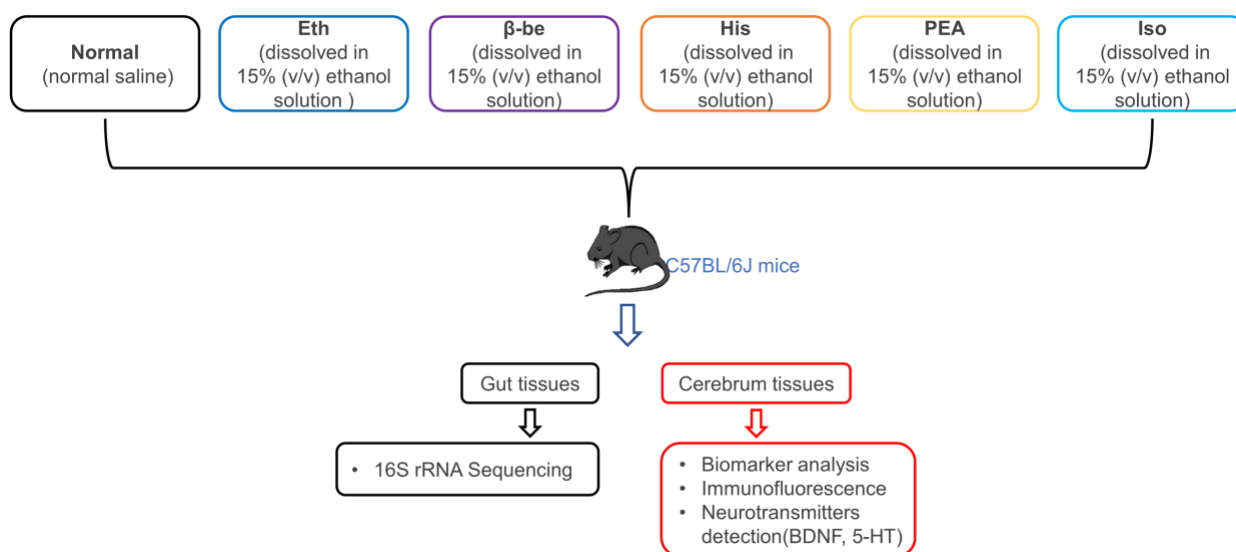 Normal
(normal saline)
Eth
(dissolved in
15% (v/v) ethanol
solution )
β-be
(dissolved in
15% (v/v) ethanol
solution)
His
(dissolved in
15% (v/v) ethanol
solution)
PEA
(dissolved in
15% (v/v) ethanol
solution)
Iso
(dissolved in
15% (v/v) ethanol
solution)
C57BL/6J mice
Gut tissues
Cerebrum tissues
• 16S rRNA Sequencing
• Biomarker analysis
• Immunofluorescence
• Neurotransmitters
detection(BDNF, 5-HT)